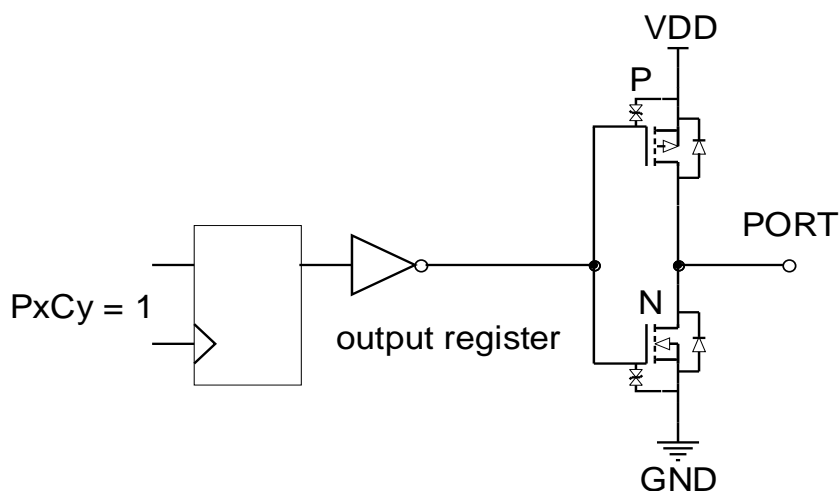 VDD
P
PORT
PxCy = 1
N
output register
GND